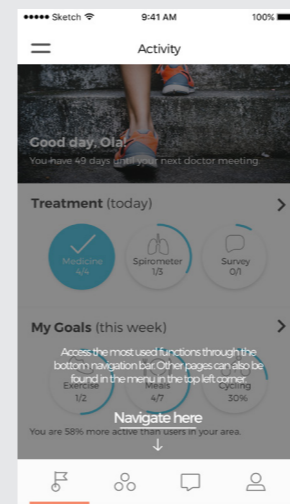 Sketch 9:41 AM 100%
Activity
Good day, Ola!
You have 49 days until your next doctor meeting.
Treatment (today)
Medicine
4/4
Spirometer
1/3
Survey
0/1
My Goals (this week)
Access the most used functions through the
bottom navigation bar. Other pages can also be
found in the menu in the top left corner.
Exercise
1/2
Meals
4/7
Cycling
30%
Navigate here
You are 58% more active than users in your area.